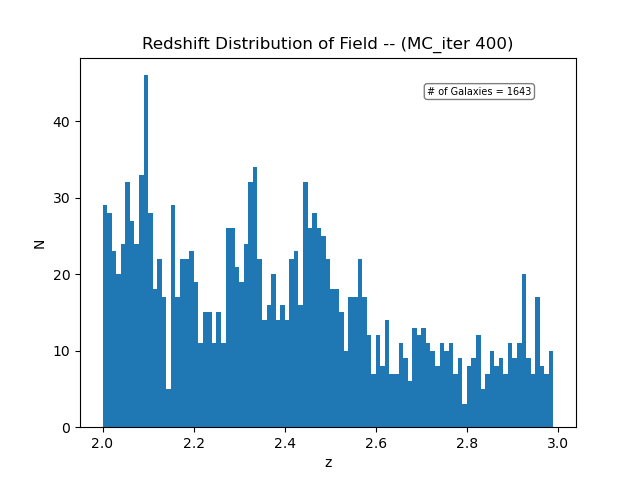 Redshift Distribution of Field -- (MC_iter 400)
# of Galaxies = 1643
40
30
20
10
0
N
2.0 2.2 2.4 2.6 2.8 3.0
z